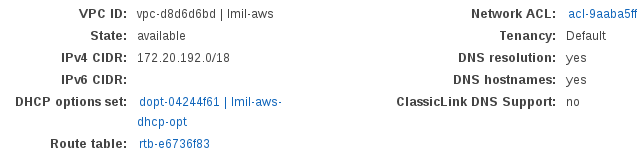 VPC ID: vpc-d8d6d6bd | lmil-aws
State: available
IPv4 CIDR: 172.20.192.0/18
IPv6 CIDR:
DHCP options set: dopt-04244f61 | lmil-aws-
dhcp-opt
Route table: rtb-e6736f83
Network ACL: acl-9aaba5ff
Tenancy: Default
DNS resolution: yes
DNS hostnames: yes
ClassicLink DNS Support: no